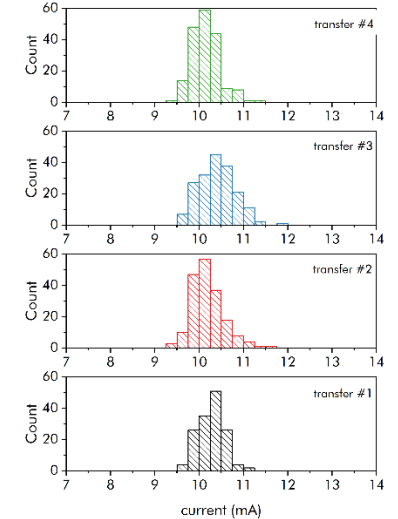 60
40
20
0
Count
transfer #4
7 8 9 10 11 12 13 14
60
40
20
0
Count
transfer #3
7 8 9 10 11 12 13 14
60
40
20
0
Count
transfer #2
7 8 9 10 11 12 13 14
60
40
20
0
Count
transfer #1
7 8 9 10 11 12 13 14
current (mA)